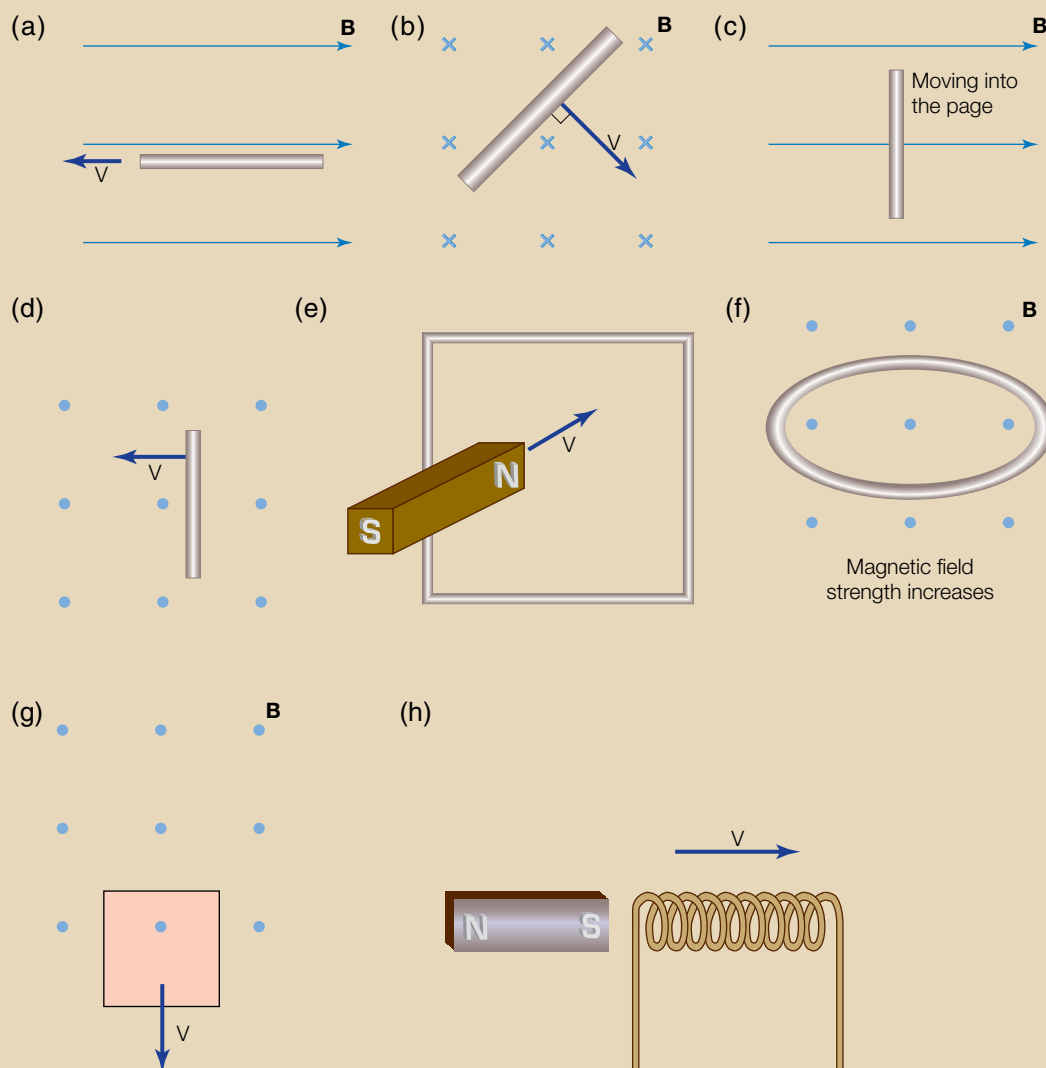 (a)
B
V
(b)
B
V
(c)
B
Moving into
the page
(d)
V
(e)
V
N
S
(f)
B
Magnetic field
strength increases
(g)
B
V
(h)
V
N S